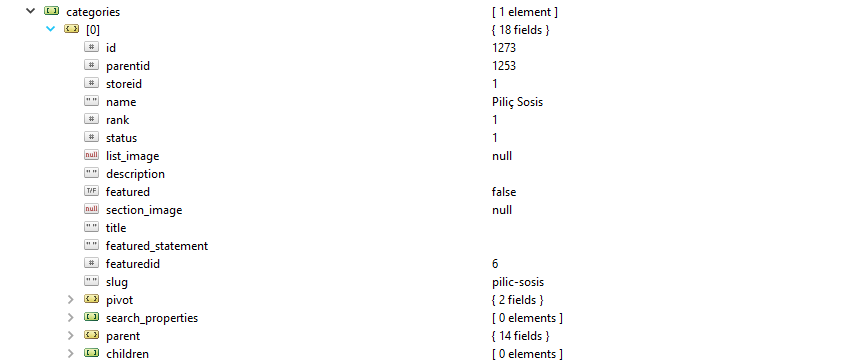 categories [ 1 element ]
[0] { 18 fields }
# id 1273
# parentid 1253
# storeid 1
" " name Piliç Sosis
# rank 1
# status 1
null list_image null
" " description
T/F featured false
null section_image null
" " title
" " featured_statement
# featuredid 6
" " slug pilic-sosis
pivot { 2 fields }
search_properties [ 0 elements ]
parent { 14 fields }
children [ 0 elements ]